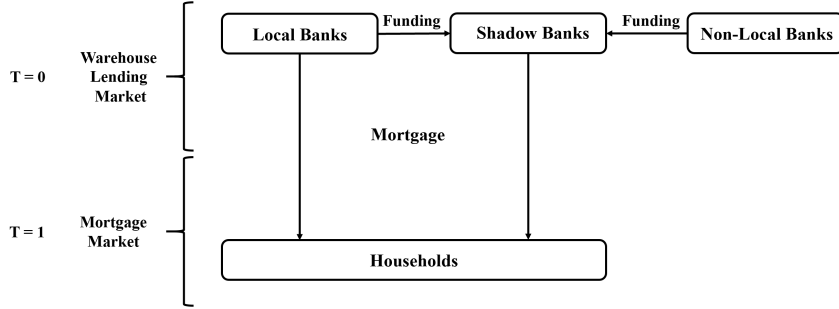 Funding
Funding
Local Banks
Shadow Banks
Non-Local Banks
Warehouse
Lending
Market
T = 0
Mortgage
T = 1
Mortgage
Market
Households